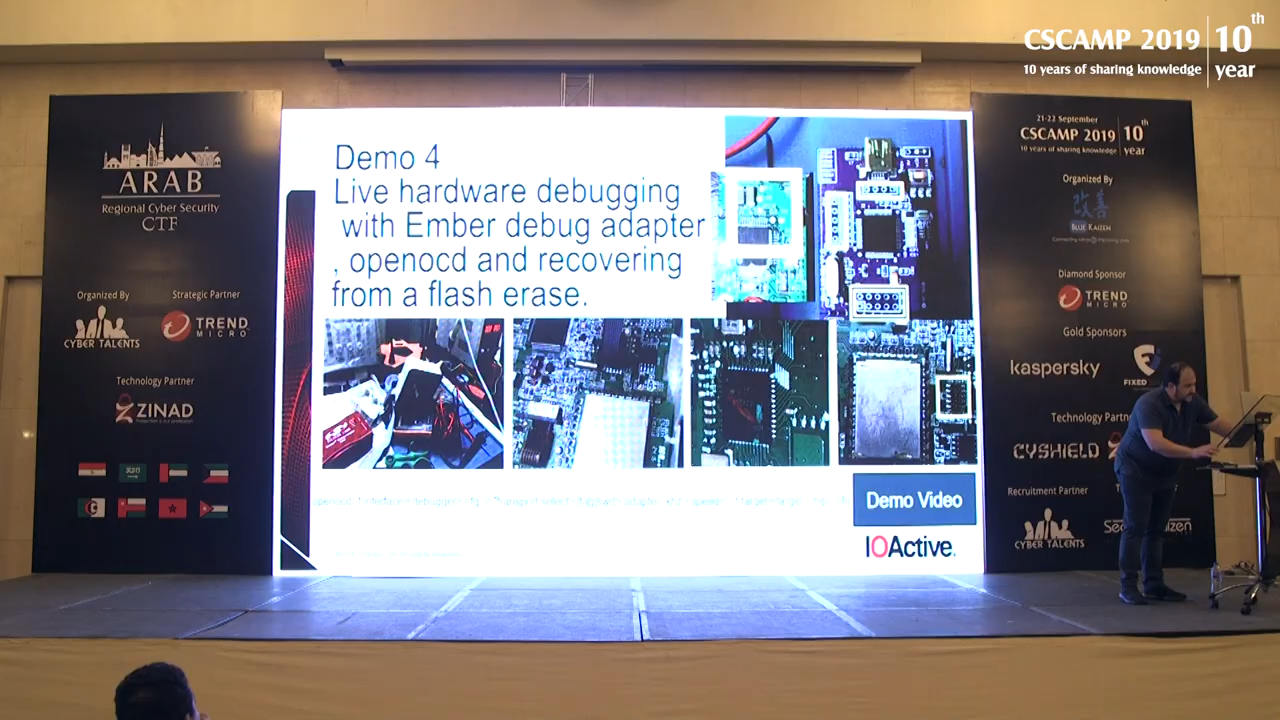 CSCAMP 2019
10 years of sharing knowledge
10th
year
ARAB
Regional Cyber Security
CTF
Organized By
CYBER TALENTS
Strategic Partner
TREND
MICRO
Technology Partner
ZINAD
Demo 4
Live hardware debugging
with Ember debug adapter
, openocd and recovering
from a flash erase.
Demo Video
IOActive.
21-22 September
CSCAMP 2019
10 years of sharing knowledge
10th
year
Organized By
改善
BLUE KAIZEN
Diamond Sponsor
TREND
MICRO
Gold Sponsors
kaspersky
FIXED
Technology Partn
CYSHIELD
Recruitment Partner
CYBER TALENTS